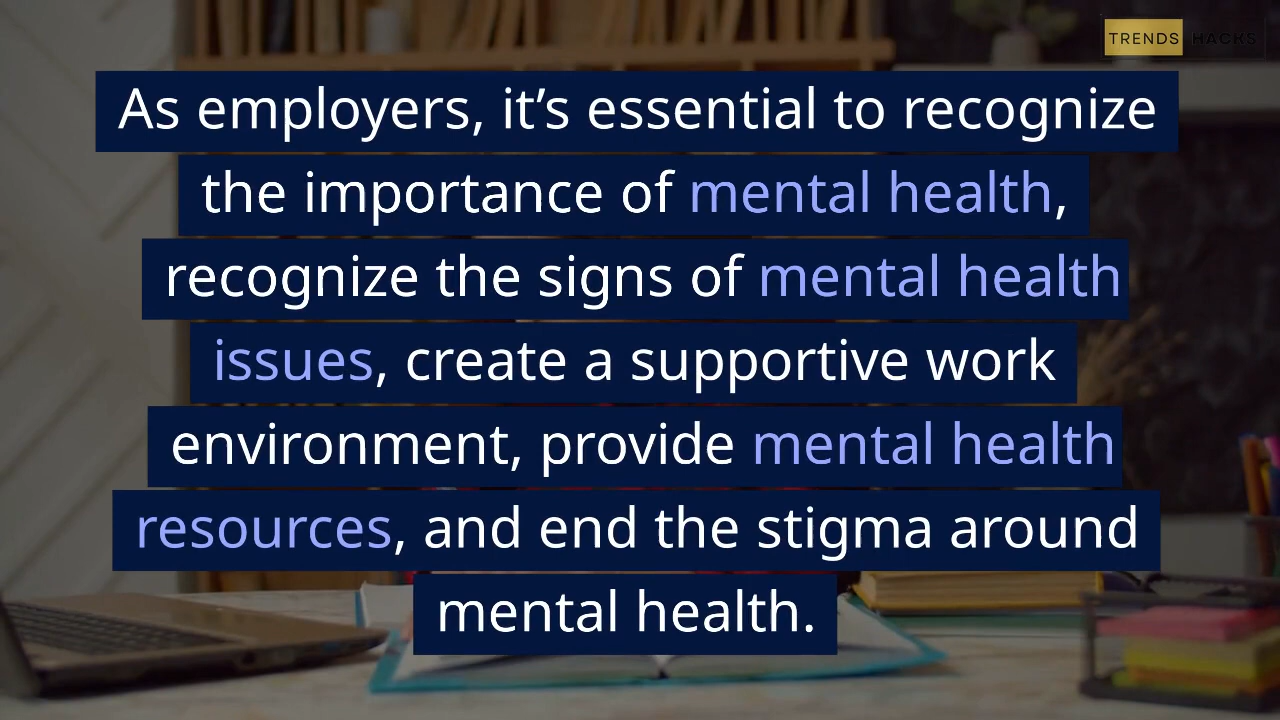 TRENDS HACKS
As employers, it’s essential to recognize
the importance of mental health,
recognize the signs of mental health
issues, create a supportive work
environment, provide mental health
resources, and end the stigma around
mental health.